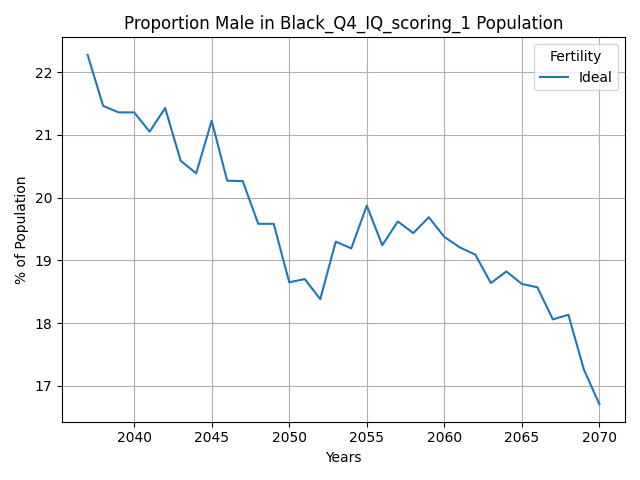 Proportion Male in Black_Q4_IQ_scoring_1 Population
Fertility
Ideal
% of Population
22
21
20
19
18
17
2040
2045
2050
2055
2060
2065
2070
Years